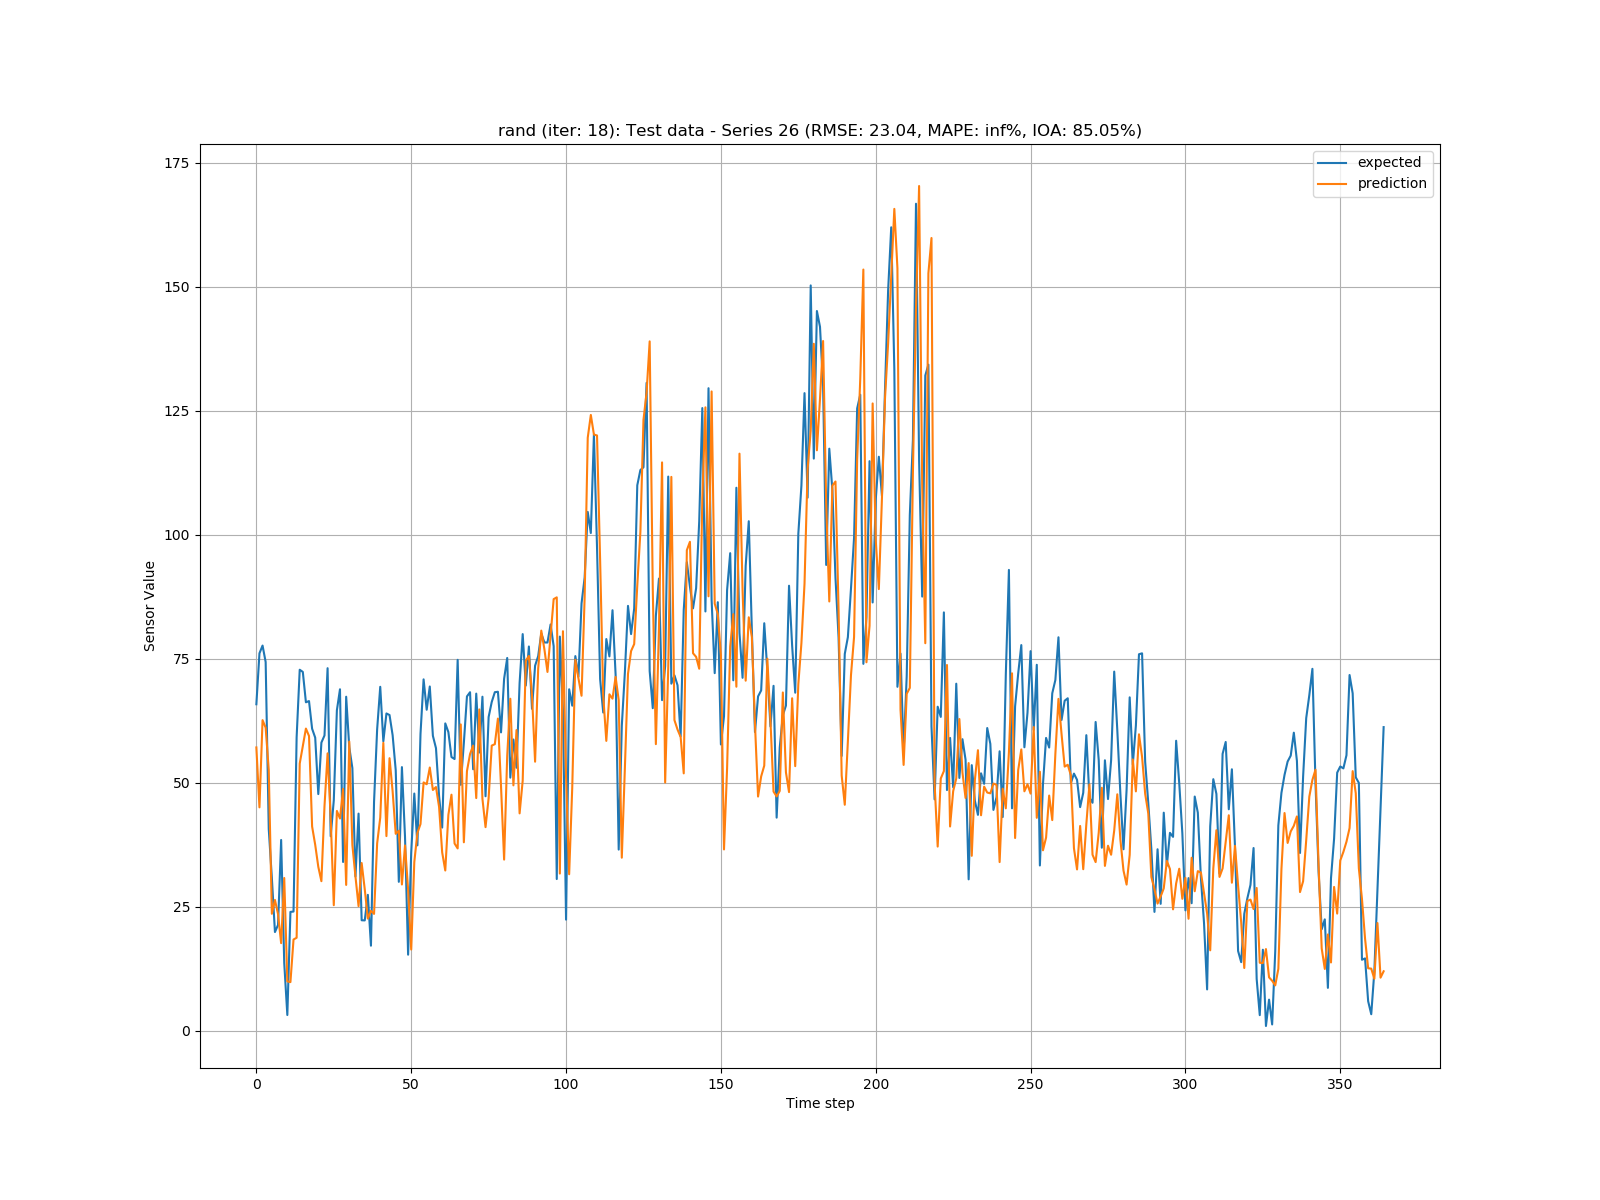 rand (iter: 18): Test data - Series 26 (RMSE: 23.04, MAPE: inf%, IOA: 85.05%)
expected
prediction
175
150
125
100
75
50
25
0
Sensor Value
0 50 100 150 200 250 300 350
Time step